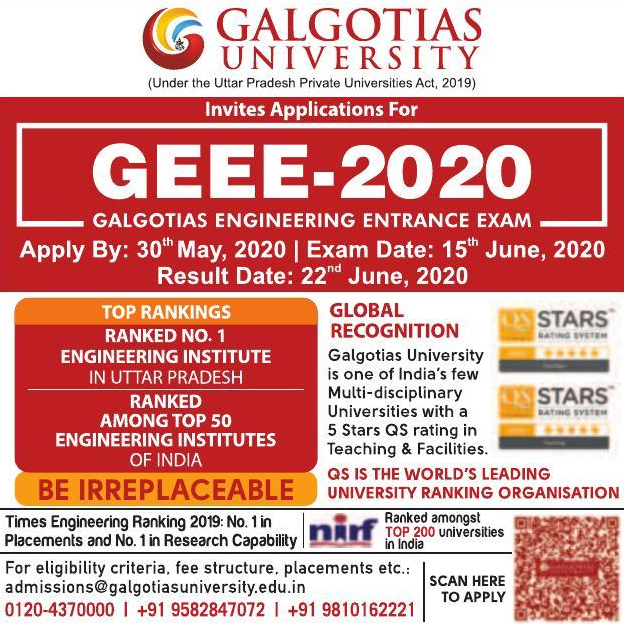 GALGOTIAS
UNIVERSITY
(Under the Uttar Pradesh Private Universities Act, 2019)
Invites Applications For
GEEE-2020
GALGOTIAS ENGINEERING ENTRANCE EXAM
Apply By: 30th May, 2020 | Exam Date: 15th June, 2020
Result Date: 22nd June, 2020
TOP RANKINGS
RANKED NO. 1
ENGINEERING INSTITUTE
IN UTTAR PRADESH
RANKED
AMONG TOP 50
ENGINEERING INSTITUTES
OF INDIA
BE IRREPLACEABLE
GLOBAL
RECOGNITION
Galgotias University
is one of India's few
Multi-disciplinary
Universities with a
5 Stars QS rating in
Teaching & Facilities.
QS STARS™
RATING SYSTEM
QS STARS™
RATING SYSTEM
QS IS THE WORLD'S LEADING
UNIVERSITY RANKING ORGANISATION
Times Engineering Ranking 2019: No. 1 in
Placements and No. 1 in Research Capability
nirf
Ranked amongst
TOP 200 universities
in India
For eligibility criteria, fee structure, placements etc.:
admissions@galgotiasuniversity.edu.in
0120-4370000 | +91 9582847072 | +91 9810162221
SCAN HERE
TO APPLY